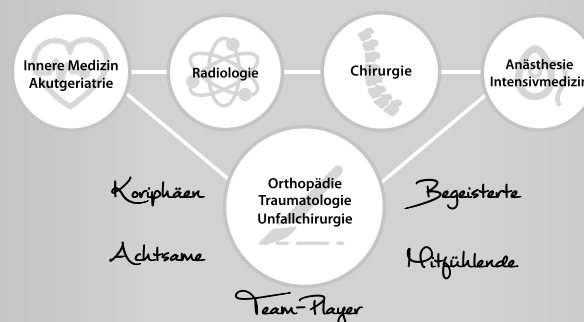 Innere Medizin
Akutgeriatrie
Radiologie
Chirurgie
Anästhesie
Intensivmedizin
Orthopädie
Traumatologie
Unfallchirurgie
Koriphäen
Begeisterte
Achtsame
Mitfühlende
Team-Player